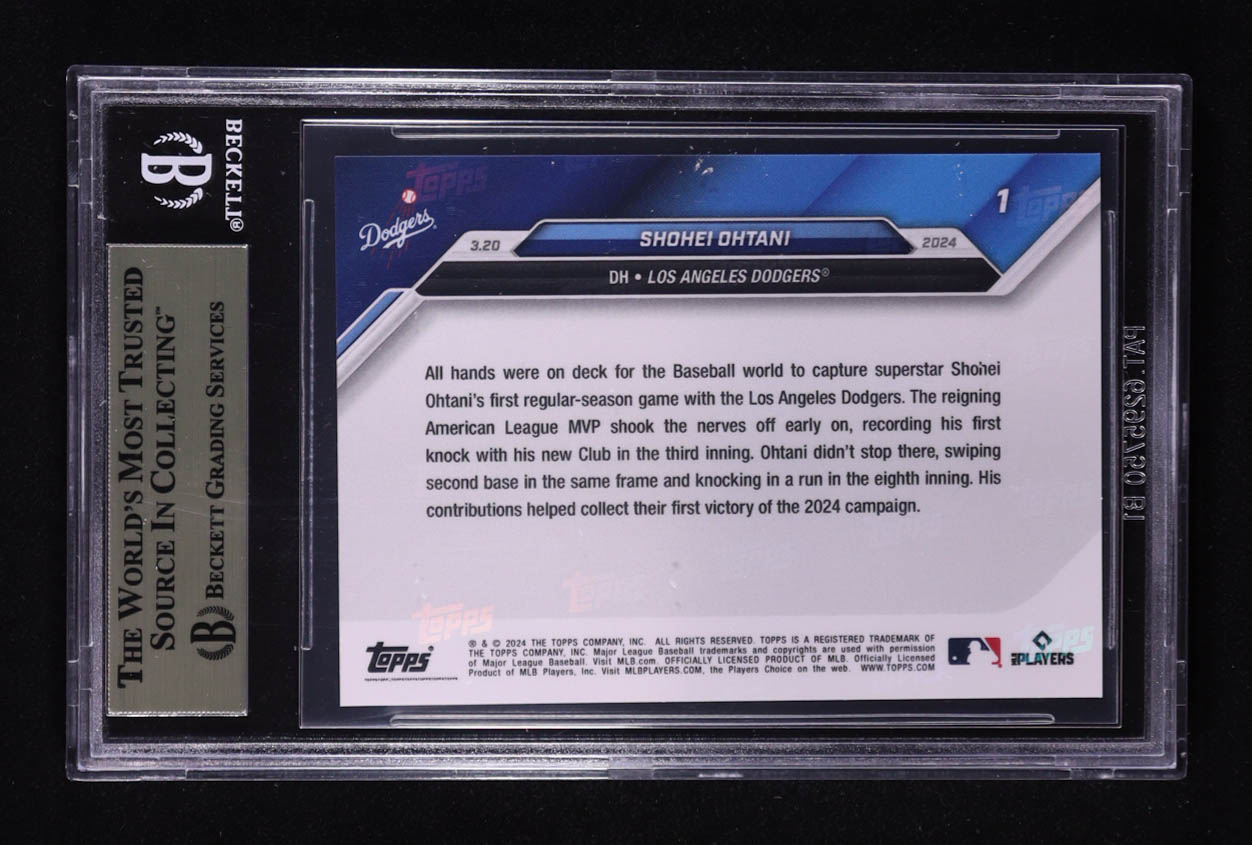 BECKETT®
B
THE WORLD'S MOST TRUSTED
SOURCE IN COLLECTING™
B BECKETT GRADING SERVICES
Topps
Dodgers
1
Topps
3.20
SHOHEI OHTANI
2024
DH • LOS ANGELES DODGERS®
All hands were on deck for the Baseball world to capture superstar Shohei
Ohtani's first regular-season game with the Los Angeles Dodgers. The reigning
American League MVP shook the nerves off early on, recording his first
knock with his new Club in the third inning. Ohtani didn't stop there, swiping
second base in the same frame and knocking in a run in the eighth inning. His
contributions helped collect their first victory of the 2024 campaign.
Topps
Topps
Topps
Topps®
® & © 2024 THE TOPPS COMPANY, INC. ALL RIGHTS RESERVED. TOPPS IS A REGISTERED TRADEMARK OF
THE TOPPS COMPANY, INC. Major League Baseball trademarks and copyrights are used with permission
of Major League Baseball. Visit MLB.com. OFFICIALLY LICENSED PRODUCT OF MLB. Officially Licensed
Product of MLB Players, Inc. Visit MLBPLAYERS.COM, the Players Choice on the web. WWW.TOPPS.COM
PLAYERS